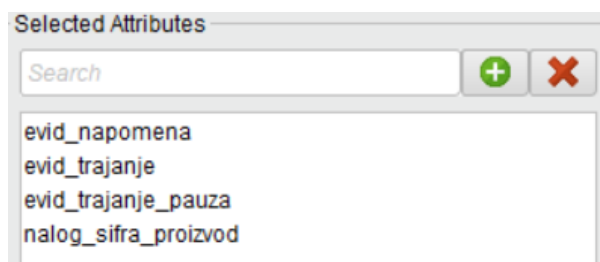 Selected Attributes
Search
evid_napomena
evid_trajanje
evid_trajanje_pauza
nalog_sifra_proizvod